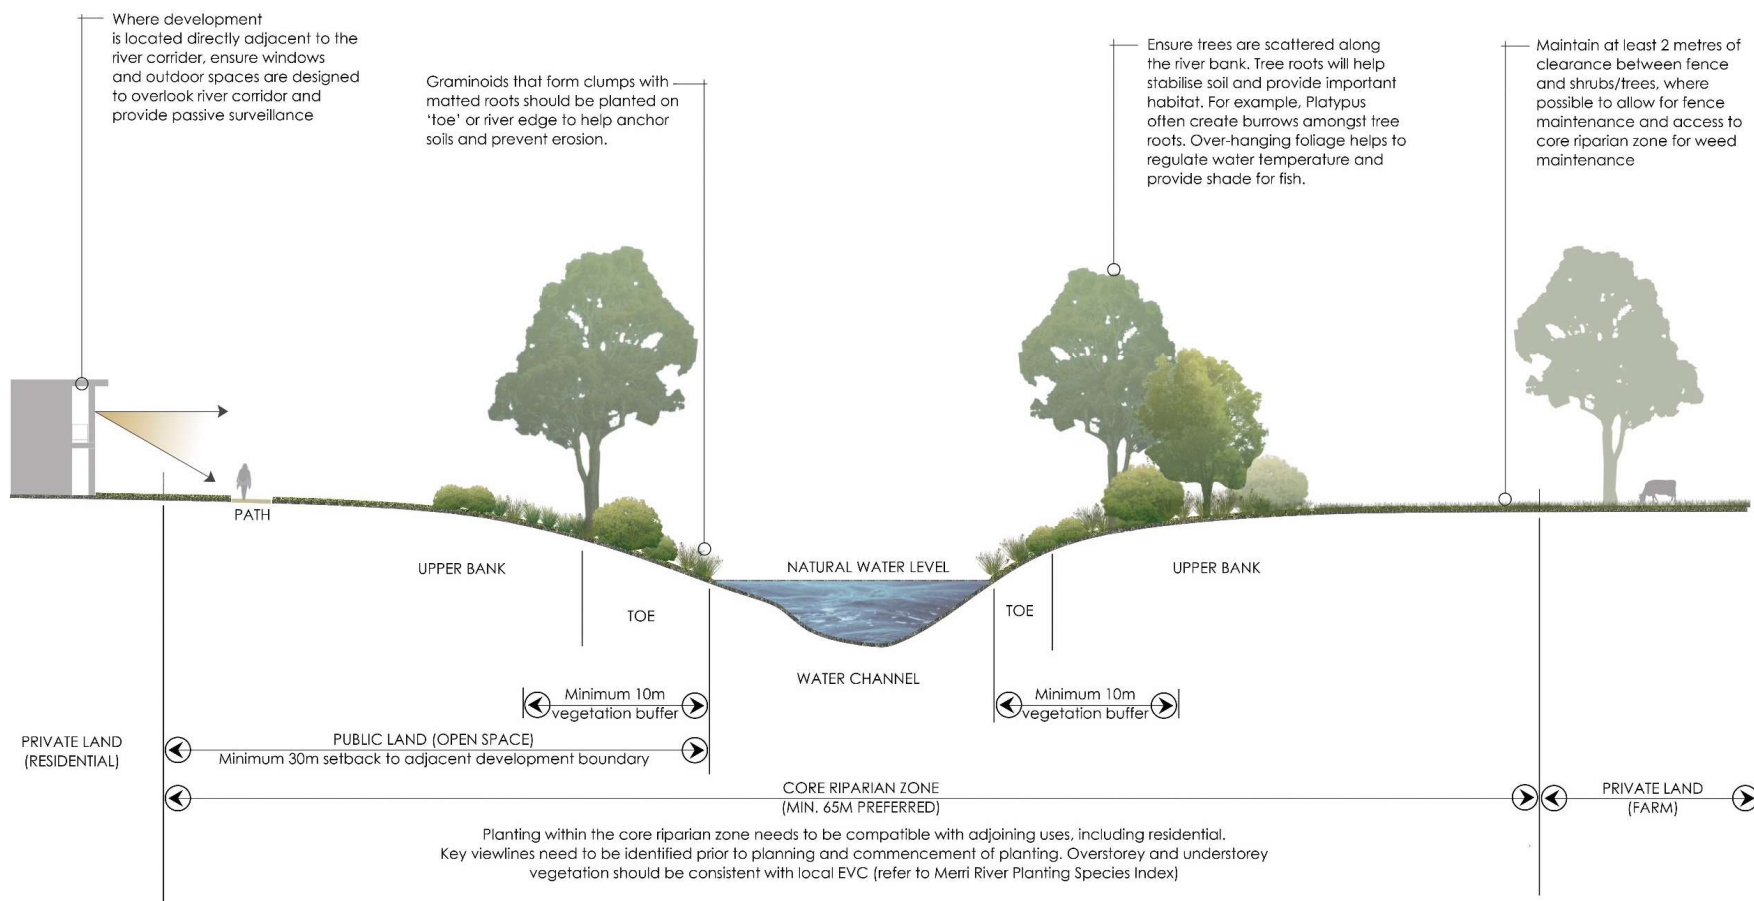 Where development
is located directly adjacent to the
river corrider, ensure windows
and outdoor spaces are designed
to overlook river corridor and
provide passive surveillance
Graminoids that form clumps with
matted roots should be planted on
‘toe’ or river edge to help anchor
soils and prevent erosion.
Ensure trees are scattered along
the river bank. Tree roots will help
stabilise soil and provide important
habitat. For example, Platypus
often create burrows amongst tree
roots. Over-hanging foliage helps to
regulate water temperature and
provide shade for fish.
Maintain at least 2 metres of
clearance between fence
and shrubs/trees, where
possible to allow for fence
maintenance and access to
core riparian zone for weed
maintenance
PATH
UPPER BANK
TOE
NATURAL WATER LEVEL
WATER CHANNEL
TOE
UPPER BANK
Minimum 10m
vegetation buffer
Minimum 10m
vegetation buffer
PRIVATE LAND
(RESIDENTIAL)
PUBLIC LAND (OPEN SPACE)
Minimum 30m setback to adjacent development boundary
CORE RIPARIAN ZONE
(MIN. 65M PREFERRED)
PRIVATE LAND
(FARM)
Planting within the core riparian zone needs to be compatible with adjoining uses, including residential.
Key viewlines need to be identified prior to planning and commencement of planting. Overstorey and understorey
vegetation should be consistent with local EVC (refer to Merri River Planting Species Index)